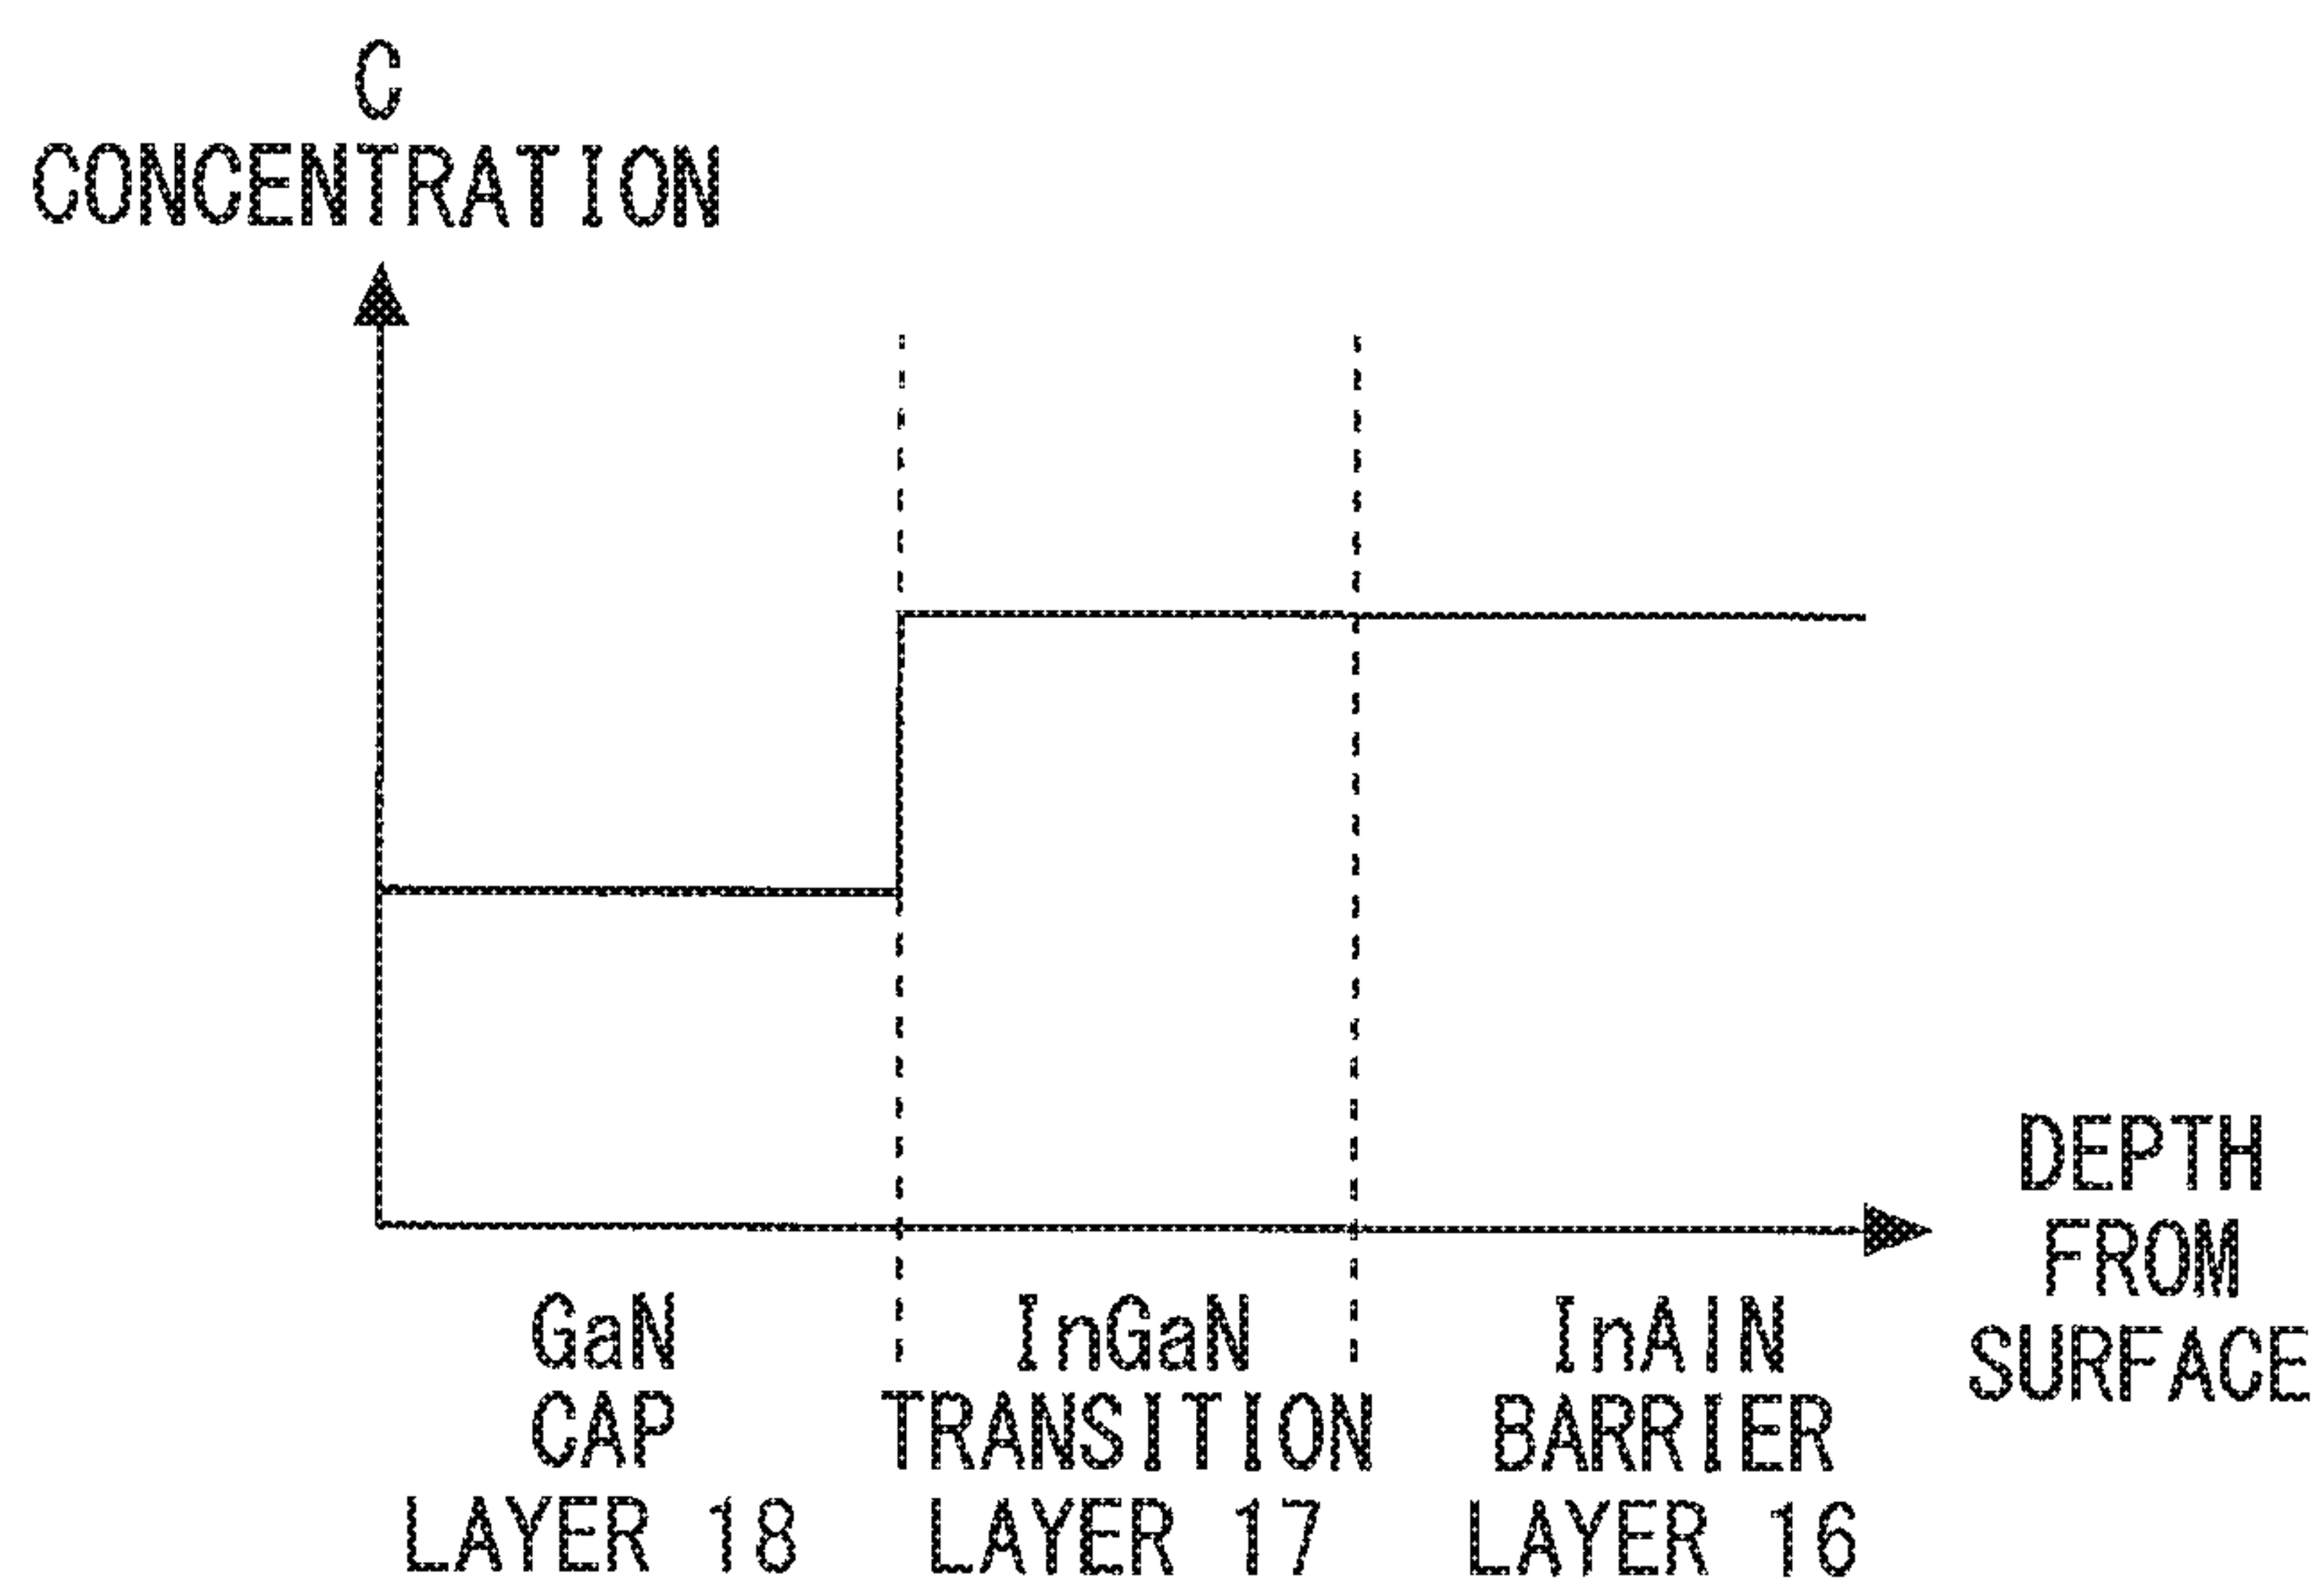 C
CONCENTRATION
DEPTH
FROM
SURFACE
GaN
CAP
LAYER 18
InGaN
TRANSITION
LAYER 17
InAlN
BARRIER
LAYER 16